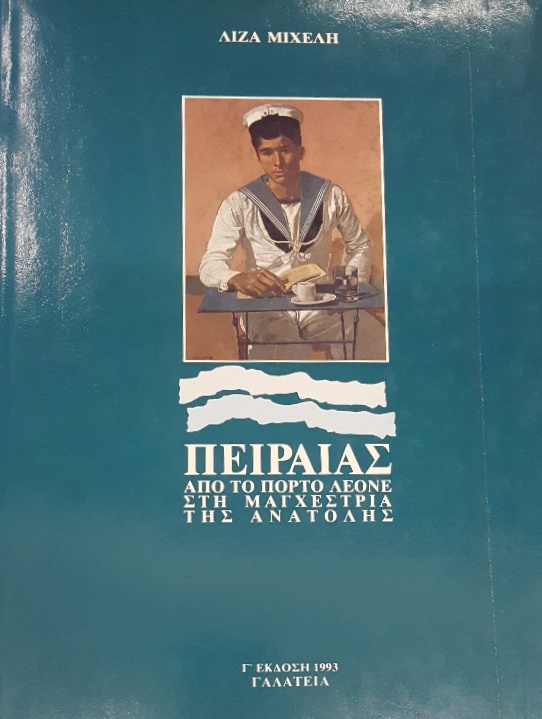 ΛΙΖΑ ΜΙΧΕΛΗ
ΠΕΙΡΑΙΑΣ
ΑΠΟ ΤΟ ΠΟΡΤΟ ΛΕΟΝΕ
ΣΤΗ ΜΑΓΧΕΣΤΡΙΑ
ΤΗΣ ΑΝΑΤΟΛΗΣ
Γ' ΕΚΔΟΣΗ 1993
ΓΑΛΑΤΕΙΑ